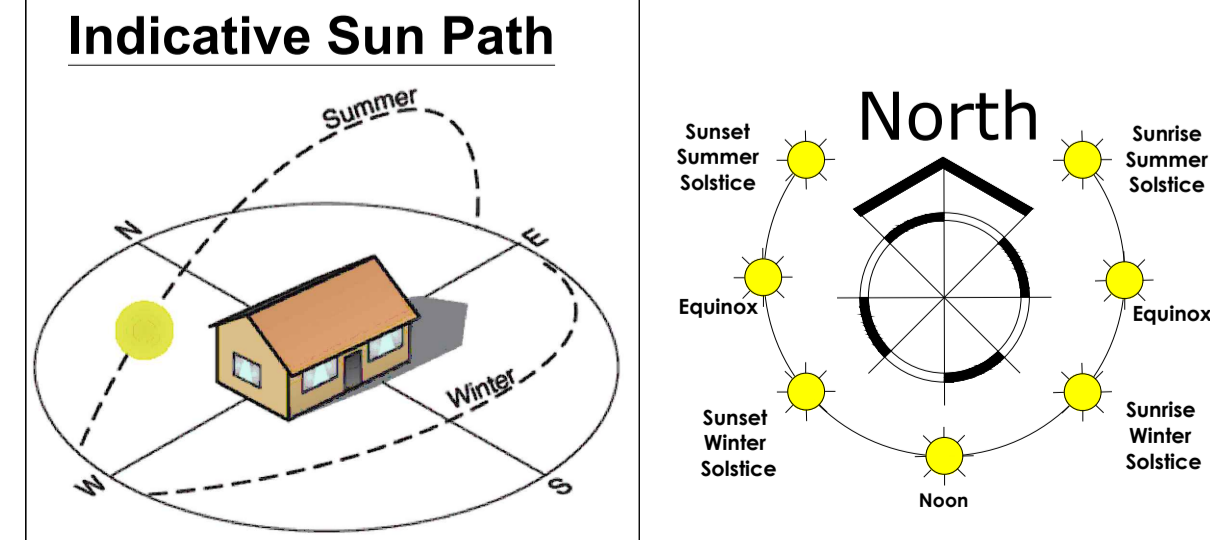 Indicative Sun Path
Summer
N
E
Winter
W
S
North
Sunset
Summer
Solstice
Sunrise
Summer
Solstice
Equinox
Equinox
Sunset
Winter
Solstice
Sunrise
Winter
Solstice
Noon